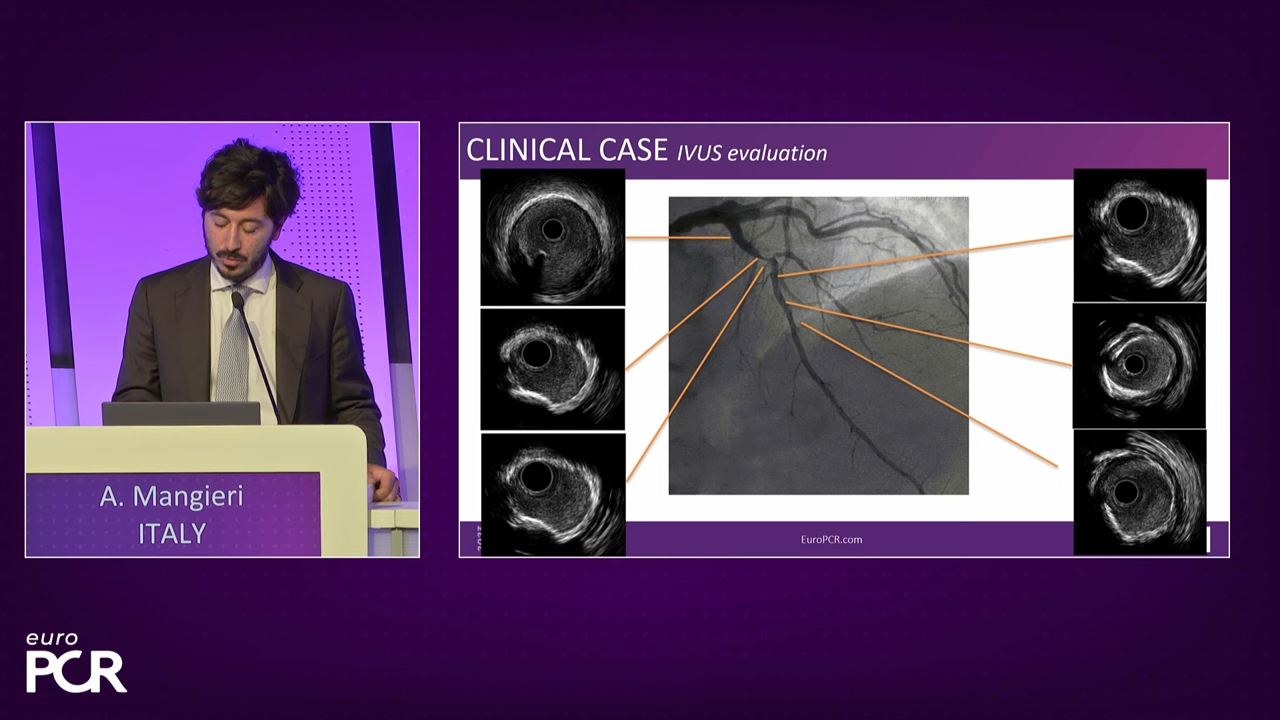 CLINICAL CASE IVUS evaluation
A. Mangieri
ITALY
EuroPCR.com
euro
PCR